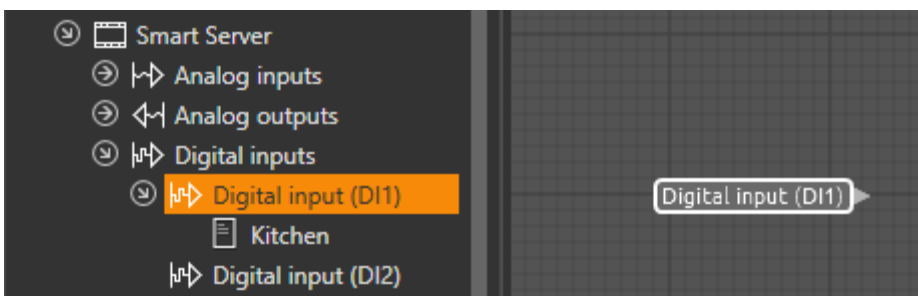 Smart Server
Analog inputs
Analog outputs
Digital inputs
Digital input (DI1)
Kitchen
Digital input (DI2)
Digital input (DI1)